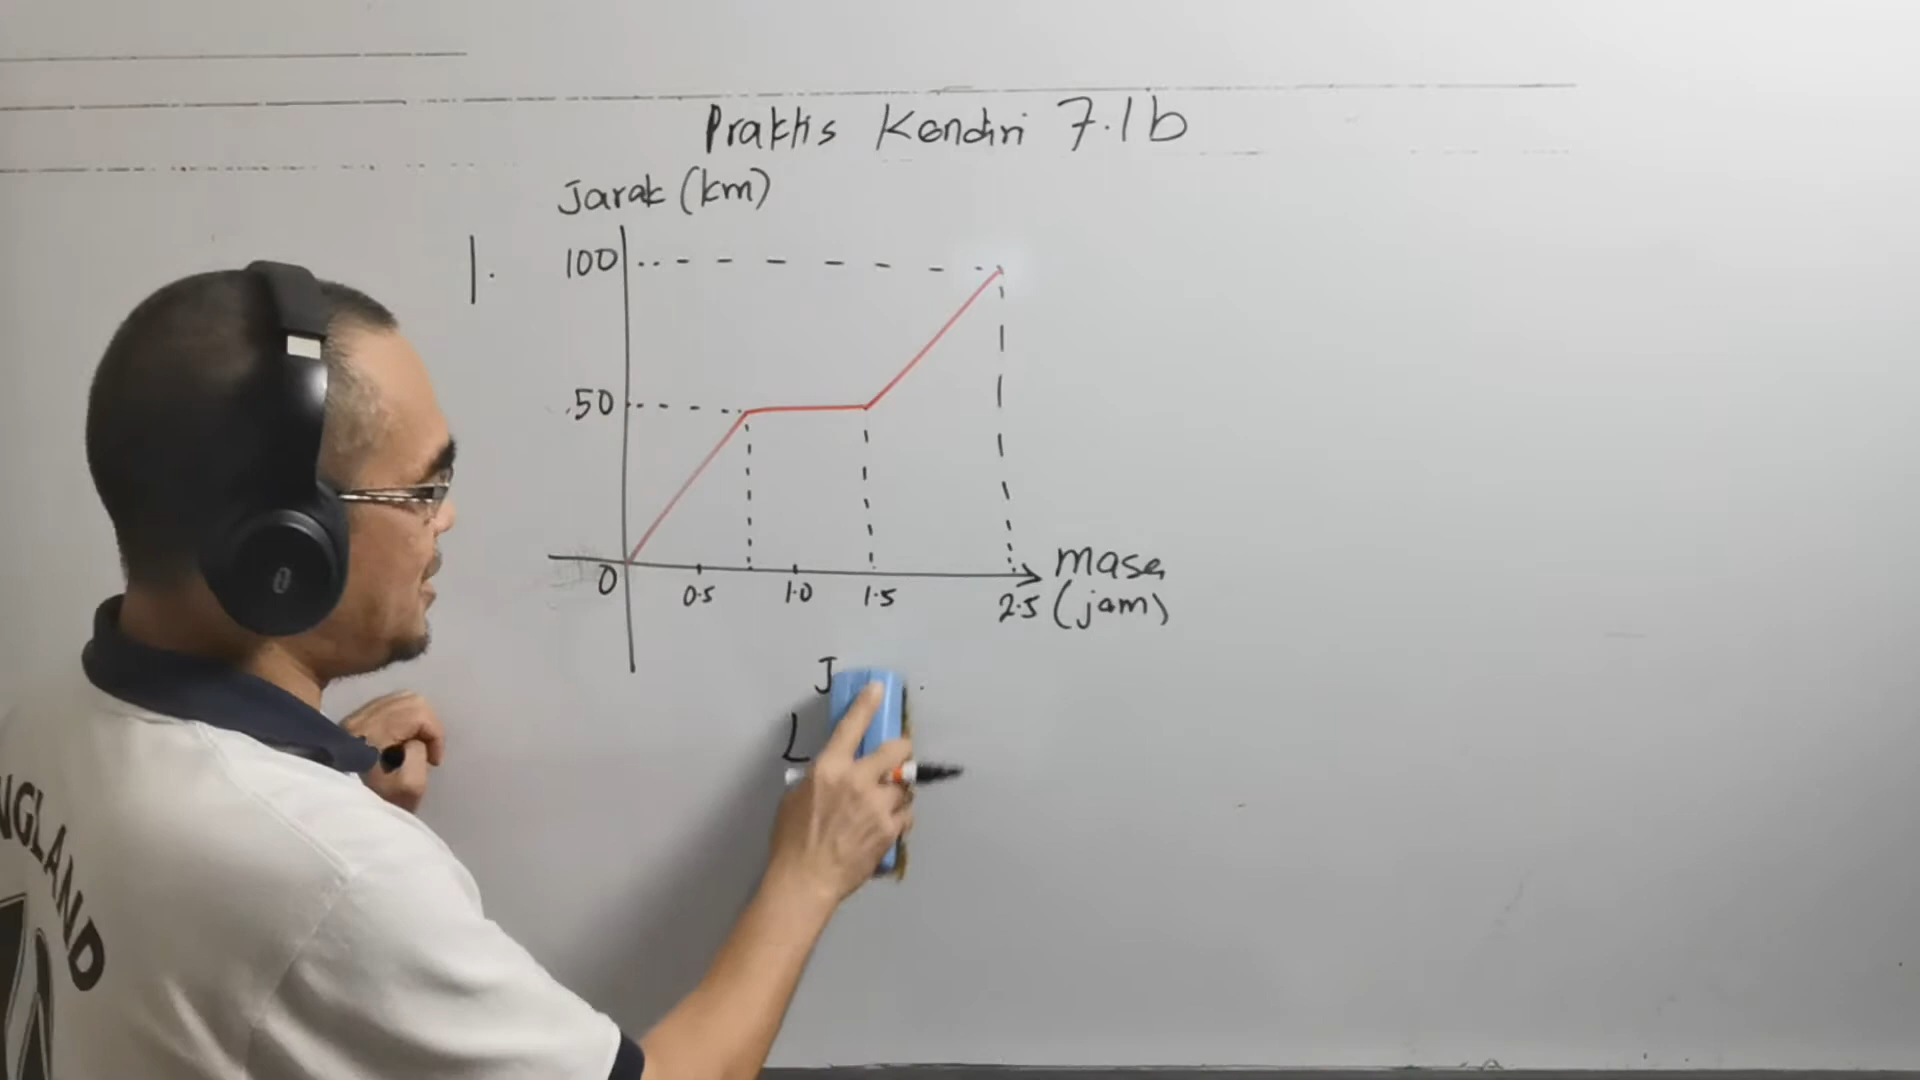 Praktis Kendiri 7.1b
Jarak (km)
1.
100
50
0
0.5
1.0
1.5
2.5
masa
(jam)
J
L